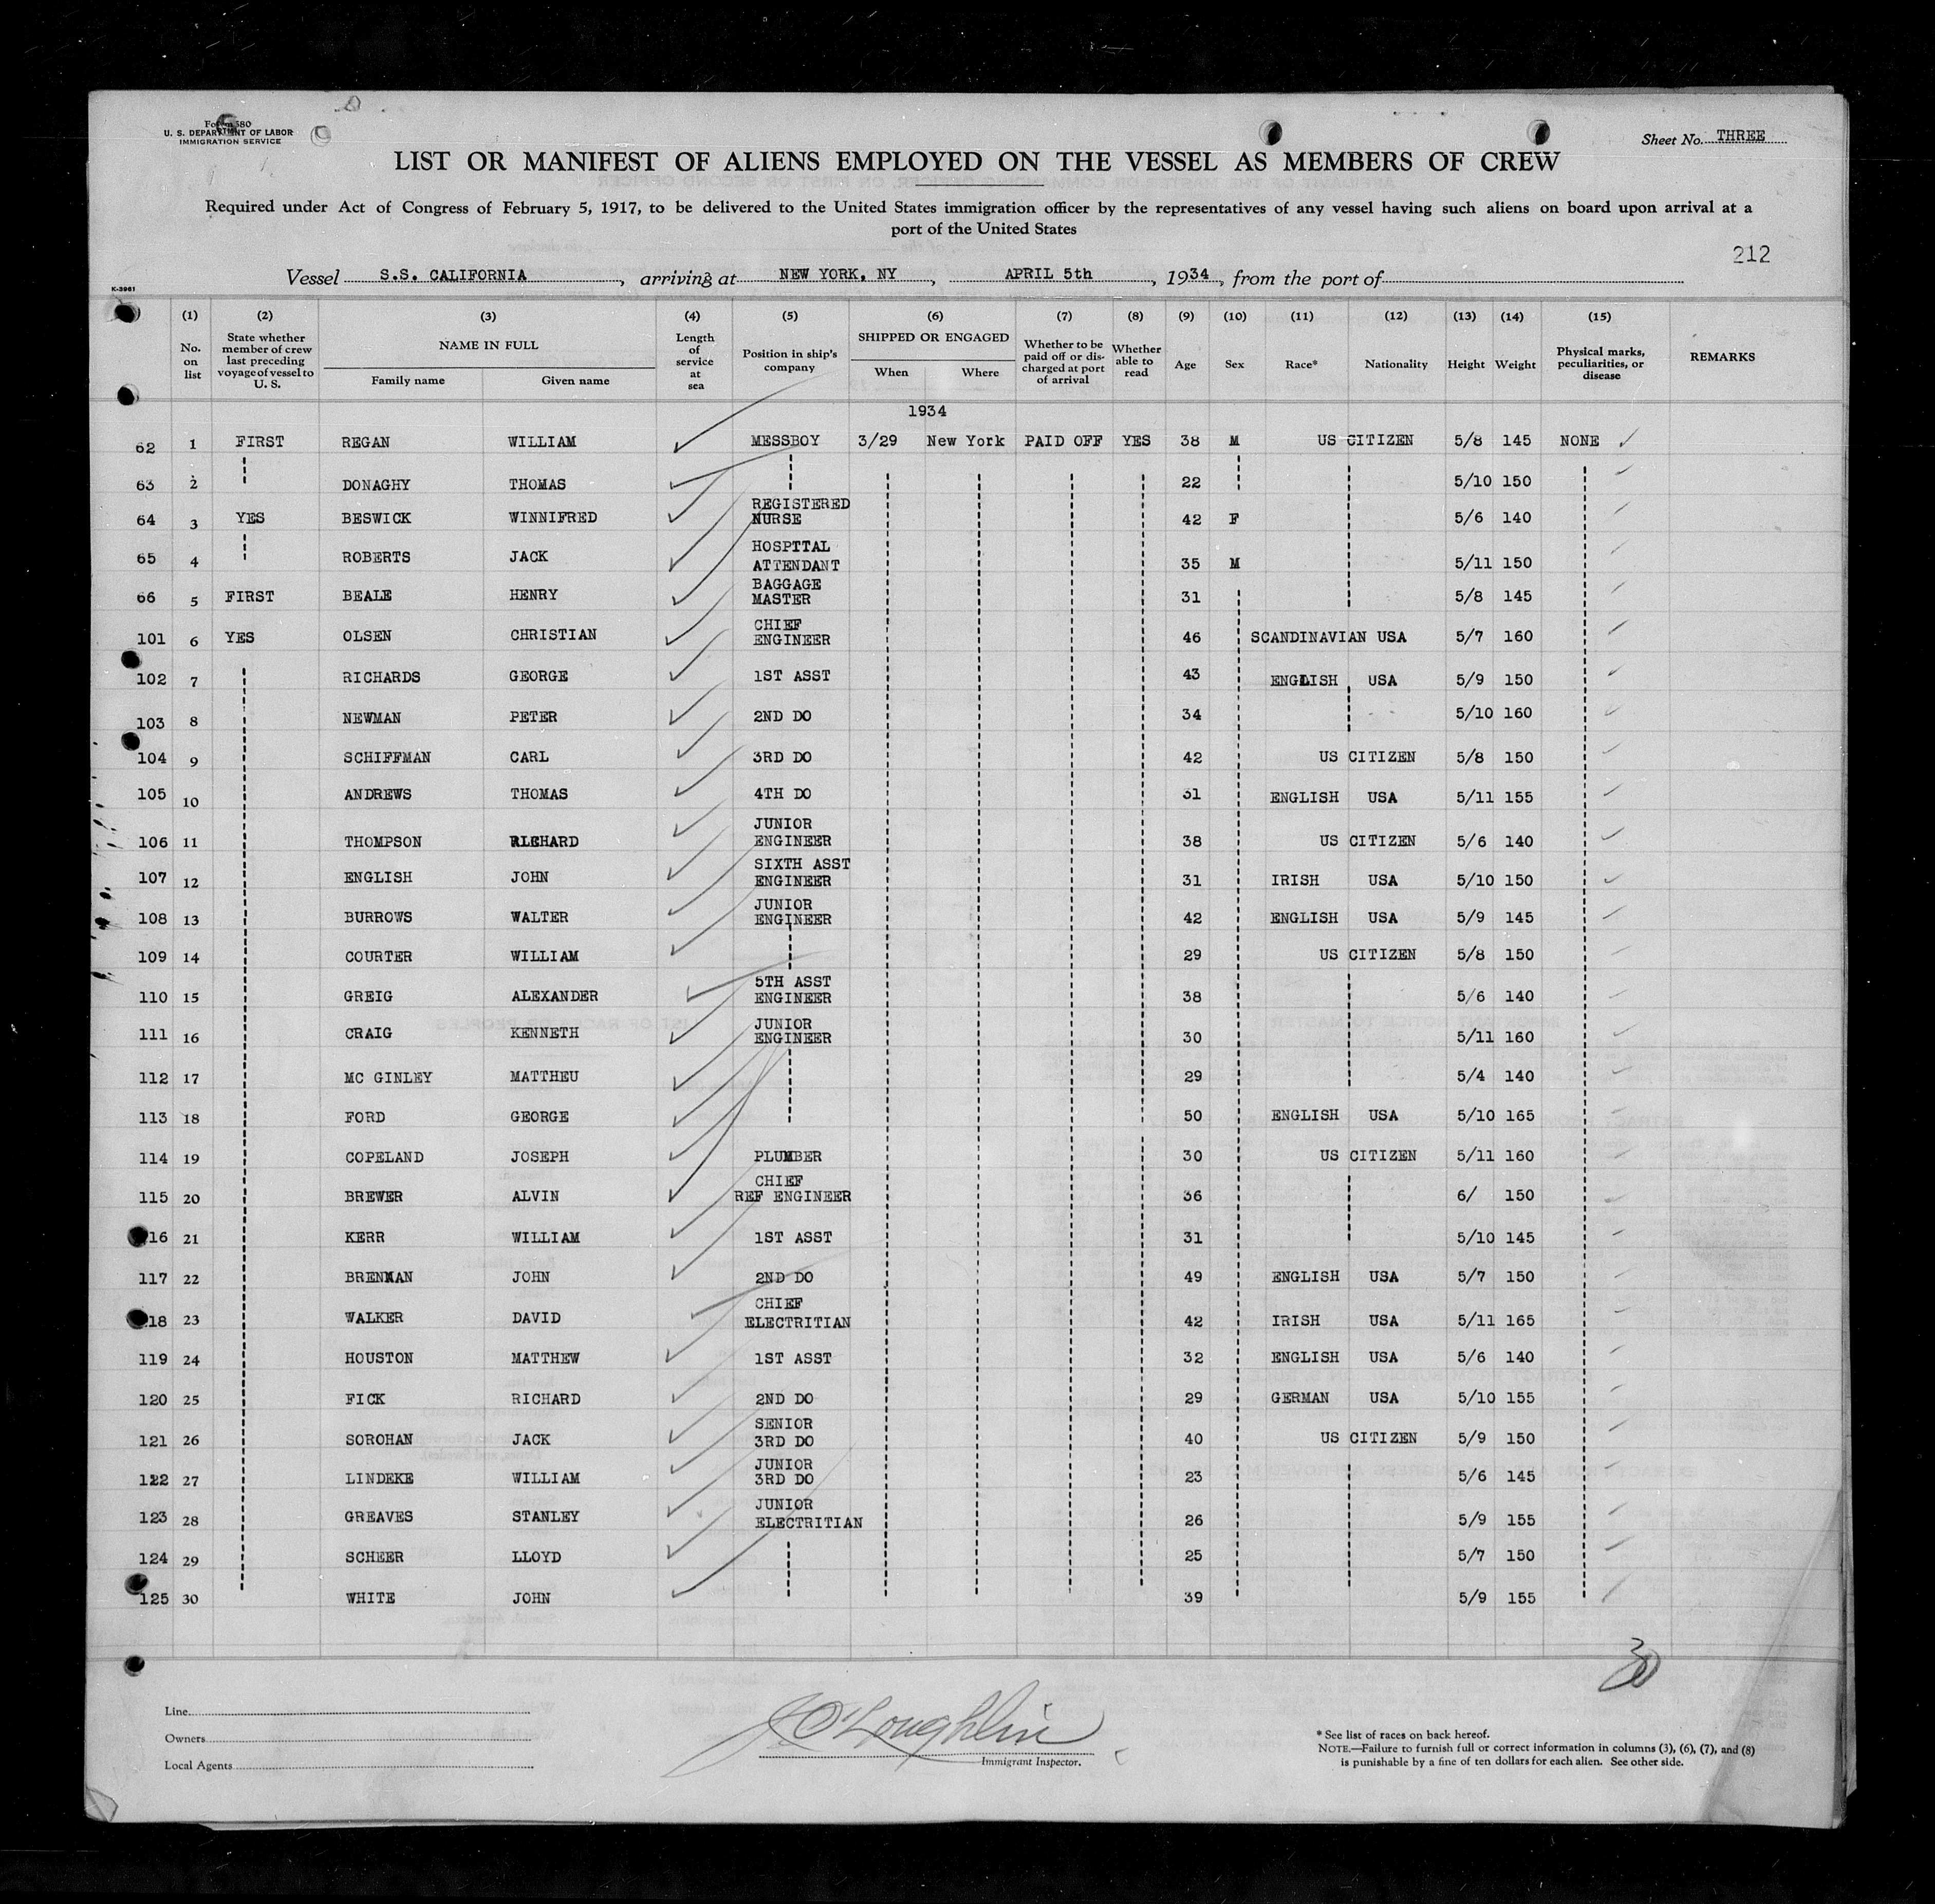 Form 680
U. S. DEPARTMENT OF LABOR
IMMIGRATION SERVICE
Sheet No. THREE
LIST OR MANIFEST OF ALIENS EMPLOYED ON THE VESSEL AS MEMBERS OF CREW
Required under Act of Congress of February 5, 1917, to be delivered to the United States immigration officer by the representatives of any vessel having such aliens on board upon arrival at a
port of the United States
212
Vessel S.S. CALIFORNIA, arriving at NEW YORK, NY, APRIL 5th, 1934, from the port of
K-3961
(1) (2) (3) (4) (5) (6) (7) (8) (9) (10) (11) (12) (13) (14) (15)
No. on list State whether member of crew last preceding voyage of vessel to U. S. NAME IN FULL Family name Given name Length of service at sea Position in ship's company SHIPPED OR ENGAGED When Where Whether to be paid off or discharged at port of arrival Whether able to read Age Sex Race* Nationality Height Weight Physical marks, peculiarities, or disease REMARKS
1934
62 1 FIRST REGAN WILLIAM MESSBOY 3/29 New York PAID OFF YES 38 M US CITIZEN 5/8 145 NONE
63 2 DONAGHY THOMAS 22 5/10 150
64 3 YES BESWICK WINNIFRED REGISTERED NURSE 42 F 5/6 140
65 4 ROBERTS JACK HOSPTTAL ATTENDANT 35 M 5/11 150
66 5 FIRST BEALE HENRY BAGGAGE MASTER 31 5/8 145
101 6 YES OLSEN CHRISTIAN CHIEF ENGINEER 46 SCANDINAVIAN USA 5/7 160
102 7 RICHARDS GEORGE 1ST ASST 43 ENGLISH USA 5/9 150
103 8 NEWMAN PETER 2ND DO 34 5/10 160
104 9 SCHIFFMAN CARL 3RD DO 42 US CITIZEN 5/8 150
105 10 ANDREWS THOMAS 4TH DO 31 ENGLISH USA 5/11 155
106 11 THOMPSON JUNIOR ENGINEER 38 US CITIZEN 5/6 140
107 12 ENGLISH JOHN SIXTH ASST ENGINEER 31 IRISH USA 5/10 150
108 13 BURROWS WALTER JUNIOR ENGINEER 42 ENGLISH USA 5/9 145
109 14 COURTER WILLIAM 29 US CITIZEN 5/8 150
110 15 GREIG ALEXANDER 5TH ASST ENGINEER 38 5/6 140
111 16 CRAIG KENNETH JUNIOR ENGINEER 30 5/11 160
112 17 MC GINLEY MATTHEU 29 5/4 140
113 18 FORD GEORGE 50 ENGLISH USA 5/10 165
114 19 COPELAND JOSEPH PLUMBER 30 US CITIZEN 5/11 160
115 20 BREWER ALVIN CHIEF REF ENGINEER 36 6/ 150
16 21 KERR WILLIAM 1ST ASST 31 5/10 145
117 22 BRENNAN JOHN 2ND DO 49 ENGLISH USA 5/7 150
18 23 WALKER DAVID CHIEF ELECTRITIAN 42 IRISH USA 5/11 165
119 24 HOUSTON MATTHEW 1ST ASST 32 ENGLISH USA 5/6 140
120 25 FICK RICHARD 2ND DO 29 GERMAN USA 5/10 155
121 26 SOROHAN JACK SENIOR 3RD DO 40 US CITIZEN 5/9 150
122 27 LINDEKE WILLIAM JUNIOR 3RD DO 23 5/6 145
123 28 GREAVES STANLEY JUNIOR ELECTRITIAN 26 5/9 155
124 29 SCHEER LLOYD 25 5/7 150
125 30 WHITE JOHN 39 5/9 155
30
Line
Owners
Local Agents
J O'Loughlin
Immigrant Inspector.
* See list of races on back hereof.
NOTE.—Failure to furnish full or correct information in columns (3), (6), (7), and (8)
is punishable by a fine of ten dollars for each alien. See other side.